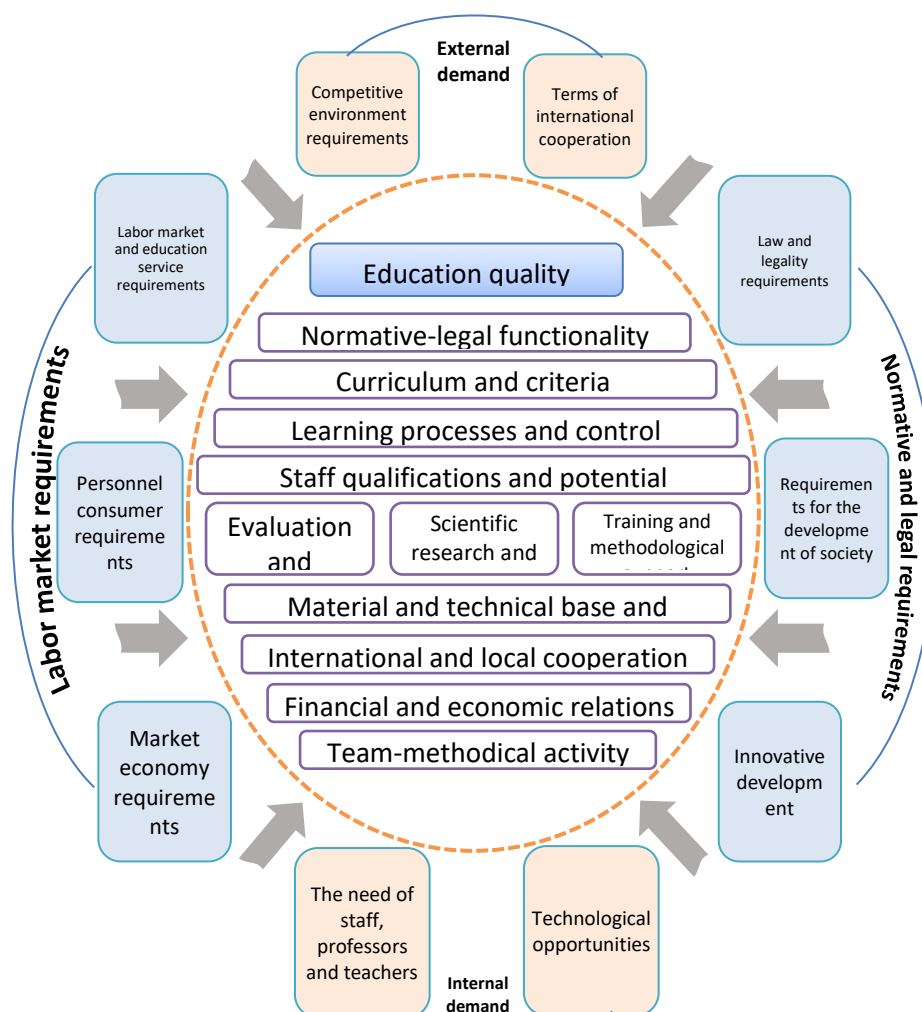 External
demand
Competitive
environment
requirements
Terms of
international
cooperation
Labor market
and education
service
requirements
Law and
legality
requirements
Education quality
Normative-legal functionality
Curriculum and criteria
Learning processes and control
Staff qualifications and potential
Evaluation
and
Scientific
research and
Training and
methodological
Material and technical base and
International and local cooperation
Financial and economic relations
Team-methodical activity
Labor market requirements
Personnel
consumer
requireme
nts
Market
economy
requireme
nts
Normative and legal requirements
Requiremen
ts for the
developme
nt of society
Innovative
developm
ent
The need of
staff,
professors
and teachers
Technological
opportunities
Internal
demand